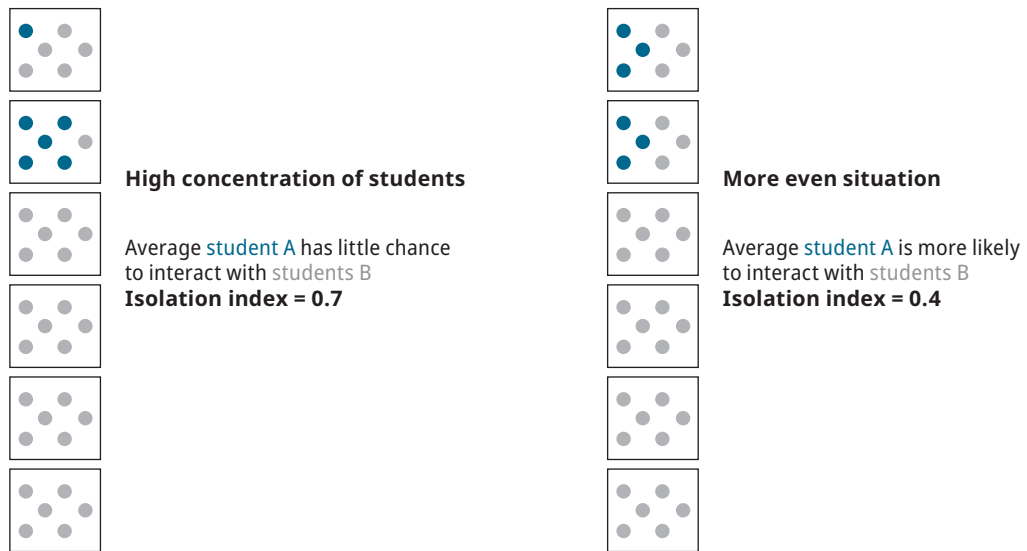 High concentration of students
Average student A has little chance
to interact with students B
Isolation index = 0.7
More even situation
Average student A is more likely
to interact with students B
Isolation index = 0.4